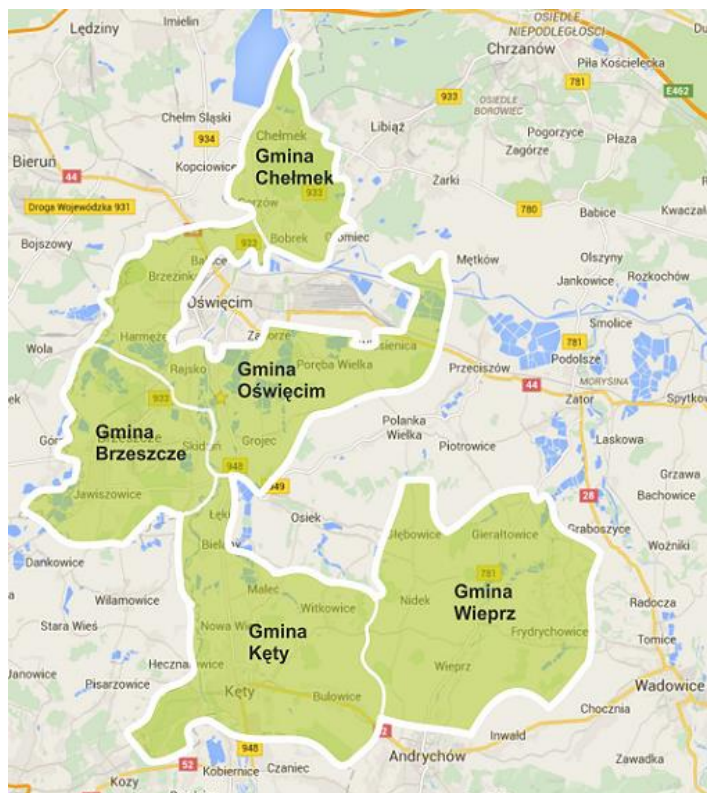 Lędziny
Imielin
OSIEDLE
NIEPODLEGŁOŚCI
Chrzanów
Piła Kościelecka
781
E462
933
OSIEDLE
BOROWIEC
Chełm Śląski
934
Chełmek
Libiąż
Pogorzyce
Płaza
Zagórze
Bieruń
Kopciowice
Gmina
Chełmek
933
44
Żarki
780
Babice
Kwaczała
Droga Wojewódzka 931
Bojszowy
933
Bobrek
Gromiec
Mętków
Olszyny
Jankowice
Rozkochów
Brzezinka
Oświęcim
Smolice
781
Wola
Harmęże
Zaborze
Podolsze
MORYSINA
Rajsko
Gmina
Oświęcim
Poręba Wielka
Przeciszów
44
Zator
Spytkowice
933
Polanka
Wielka
Piotrowice
Laskowa
Gmina
Brzeszcze
Grojec
948
949
28
Grzawa
Bachowice
Jawiszowice
Osiek
Głębowice
Gierałtowice
Graboszyce
Woźniki
Dankowice
Bielany
781
Malec
Gmina
Wieprz
Wilamowice
Witkowice
Nidek
Radocza
Stara Wieś
Nowa Wieś
Gmina
Kęty
Frydrychowice
Tomice
Janowice
Hecznarowice
Wieprz
Pisarzowice
Kęty
Bulowice
Wadowice
Chocznia
948
Inwałd
52
Kobiernice
Czaniec
Andrychów
Zawadka
Kozy